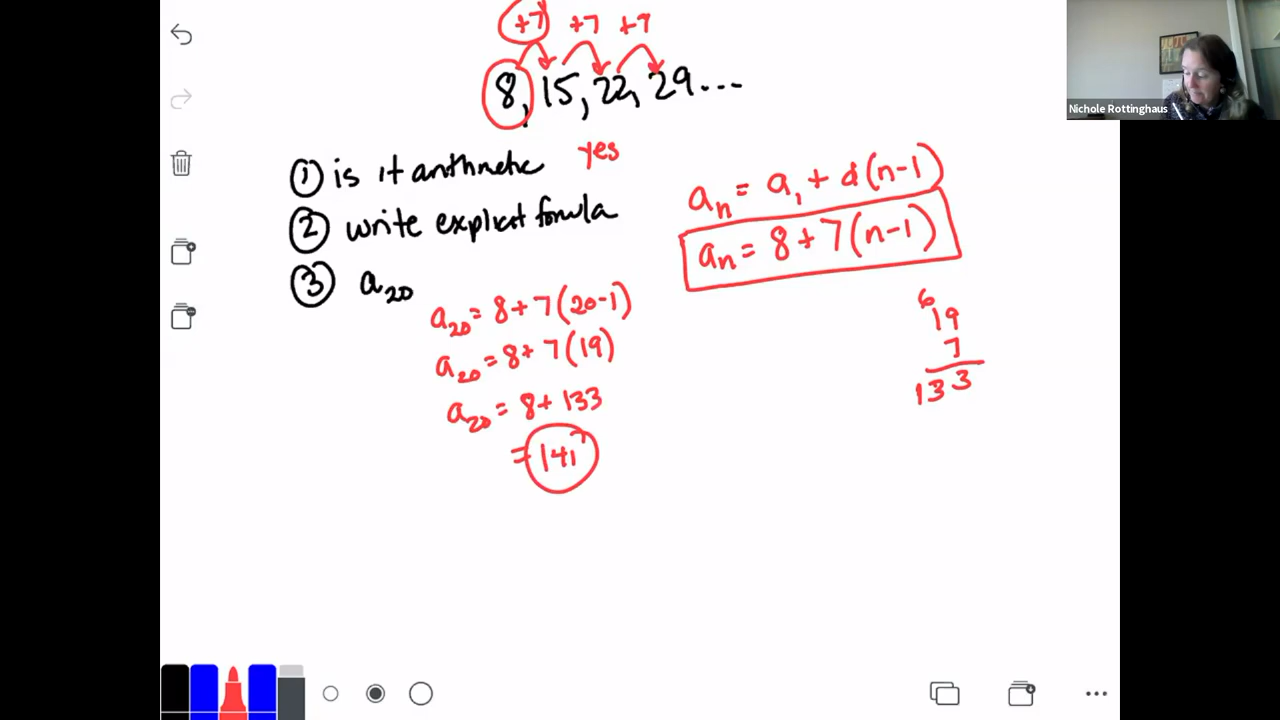 +7 +7 +7
8, 15, 22, 29...
Nichole Rottinghaus
① is it arithmetic yes
② write explicit formula
③ a₂₀
aₙ = a₁ + d(n-1)
aₙ = 8 + 7(n-1)
a₂₀ = 8 + 7(20-1)
a₂₀ = 8 + 7(19)
a₂₀ = 8 + 133
= 141
6
19
7
133